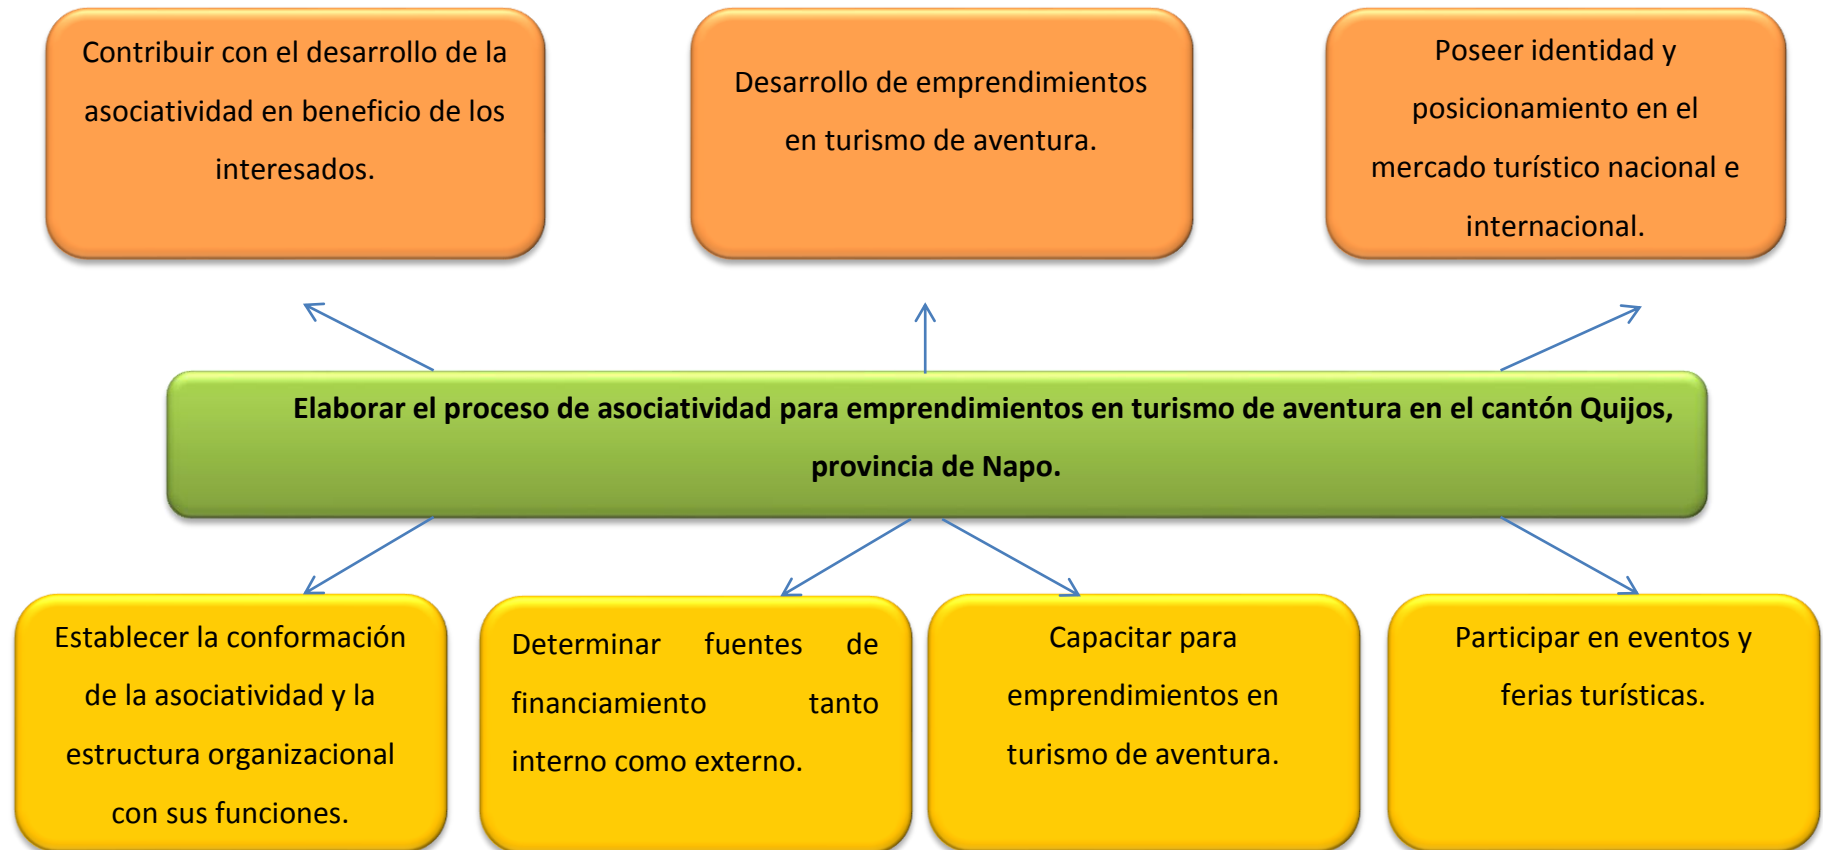 Contribuir con el desarrollo de la
asociatividad en beneficio de los
interesados.
Desarrollo de emprendimientos
en turismo de aventura.
Poseer identidad y
posicionamiento en el
mercado turístico nacional e
internacional.
Elaborar el proceso de asociatividad para emprendimientos en turismo de aventura en el cantón Quijos,
provincia de Napo.
Establecer la conformación
de la asociatividad y la
estructura organizacional
con sus funciones.
Determinar fuentes de
financiamiento tanto
interno como externo.
Capacitar para
emprendimientos en
turismo de aventura.
Participar en eventos y
ferias turísticas.